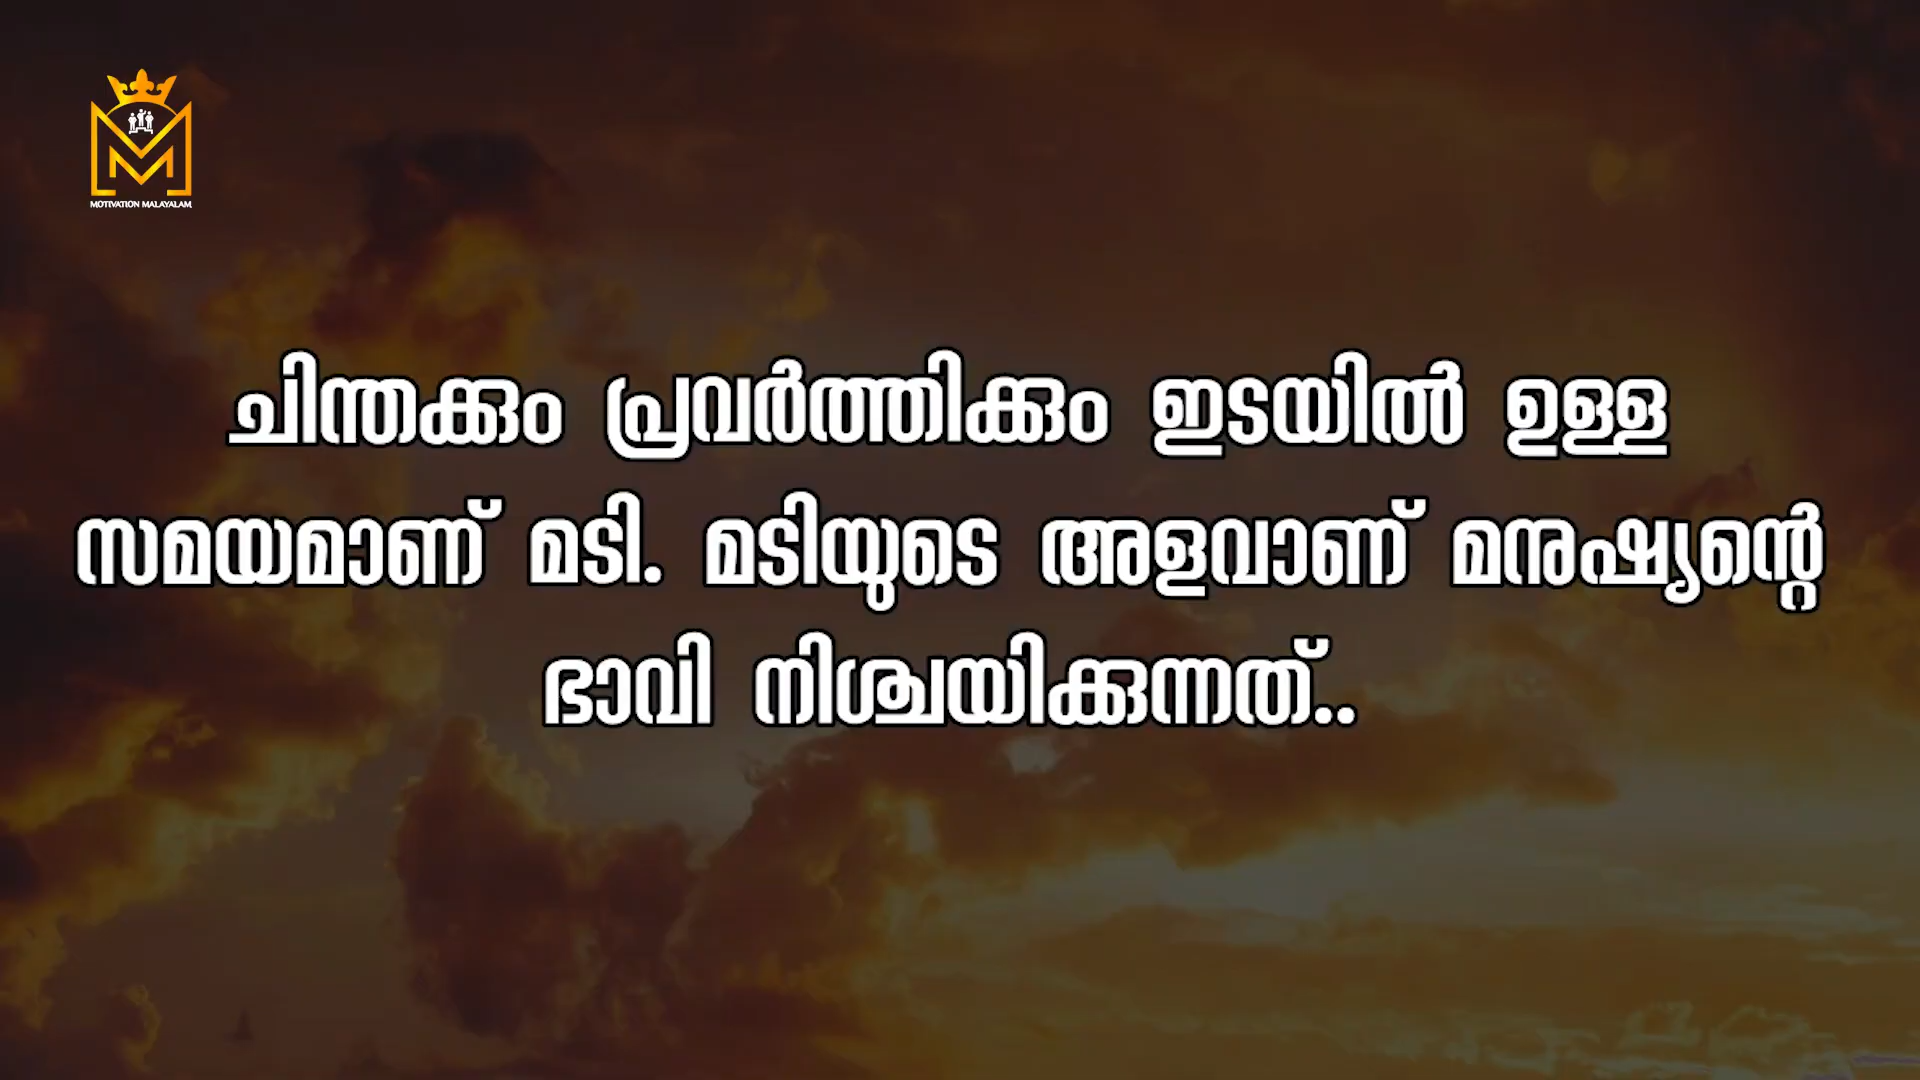 MOTIVATION MALAYALAM
ചിന്തക്കും പ്രവർത്തിക്കും ഇടയിൽ ഉള്ള
സമയമാണ് മടി. മടിയുടെ അളവാണ് മനുഷ്യന്റെ
ഭാവി നിശ്ചയിക്കുന്നത്..